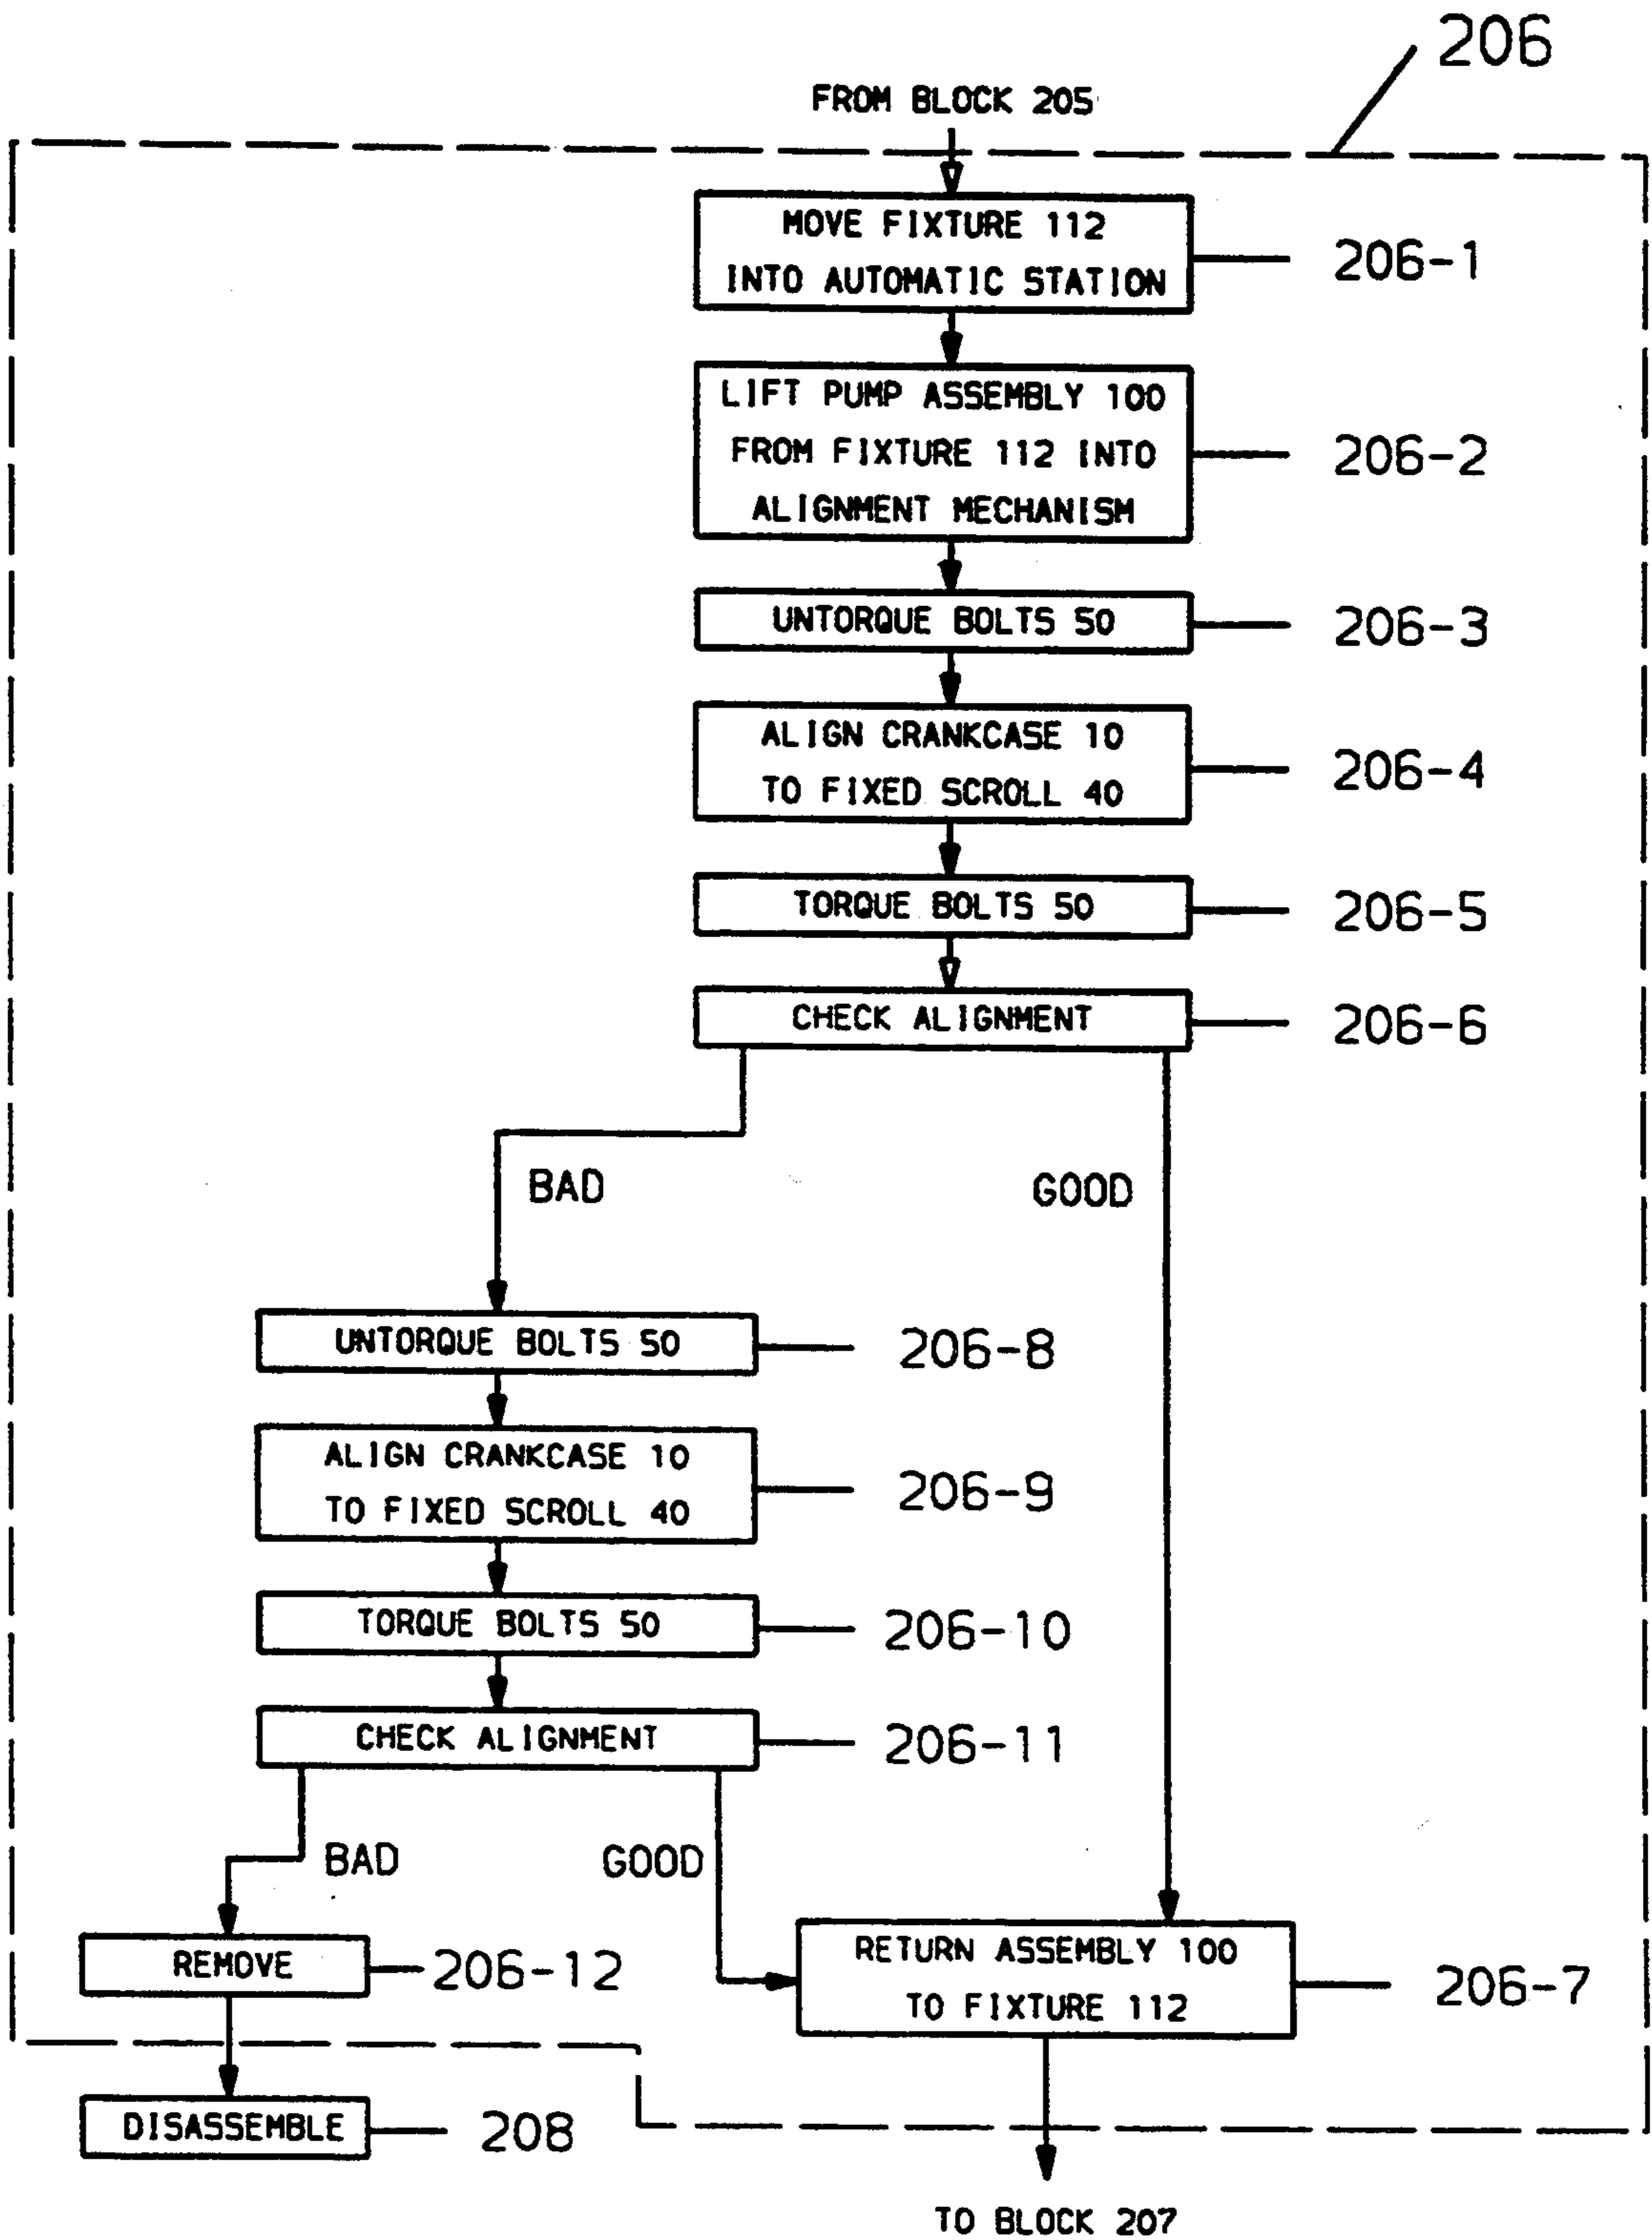 206
FROM BLOCK 205
MOVE FIXTURE 112
INTO AUTOMATIC STATION
206-1
LIFT PUMP ASSEMBLY 100
FROM FIXTURE 112 INTO
ALIGNMENT MECHANISM
206-2
UNTORQUE BOLTS 50
206-3
ALIGN CRANKCASE 10
TO FIXED SCROLL 40
206-4
TORQUE BOLTS 50
206-5
CHECK ALIGNMENT
206-6
BAD
GOOD
UNTORQUE BOLTS 50
206-8
ALIGN CRANKCASE 10
TO FIXED SCROLL 40
206-9
TORQUE BOLTS 50
206-10
CHECK ALIGNMENT
206-11
BAD
GOOD
REMOVE
206-12
RETURN ASSEMBLY 100
TO FIXTURE 112
206-7
DISASSEMBLE
208
TO BLOCK 207